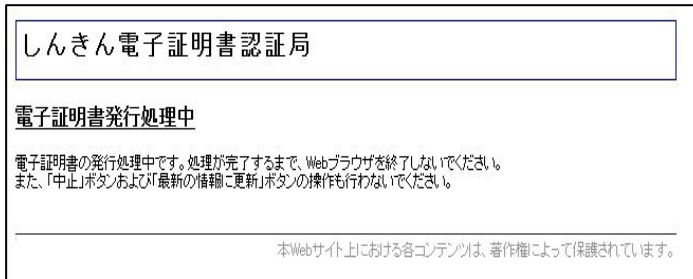 しんきん電子証明書認証局
電子証明書発行処理中
電子証明書の発行処理中です。処理が完了するまで、Webブラウザを終了しないでください。
また、「中止」ボタンおよび「最新の情報に更新」ボタンの操作も行わないでください。
本Webサイト上における各コンテンツは、著作権によって保護されています。